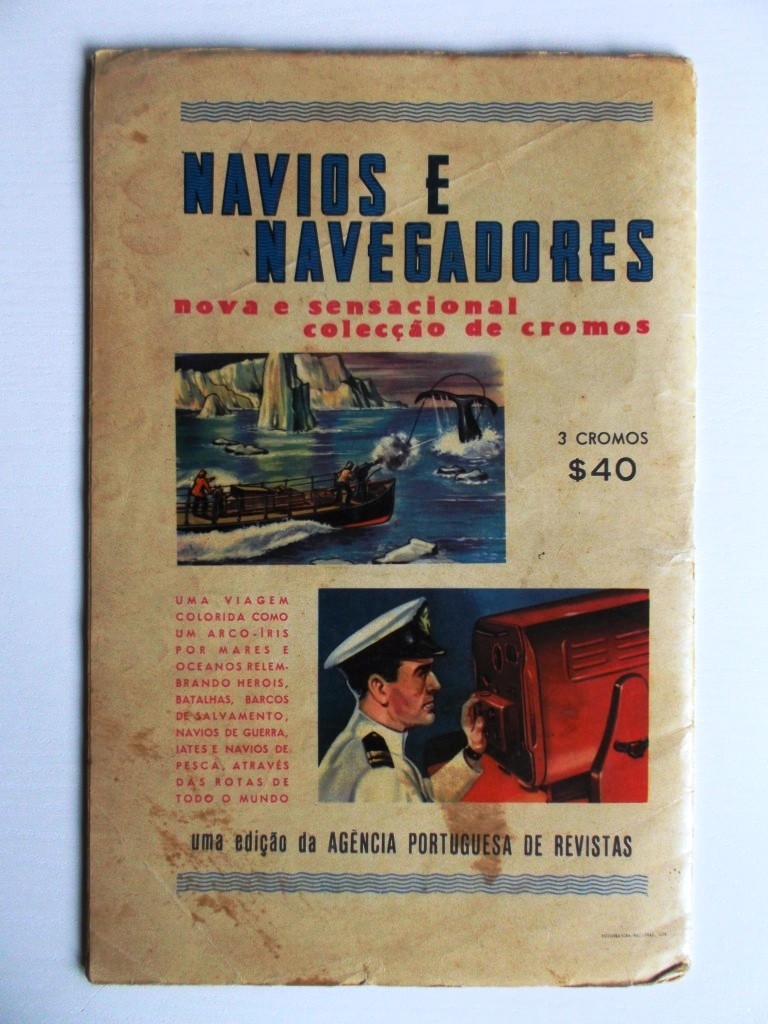 NAVIOS E
NAVEGADORES
nova e sensacional
colecção de cromos
3 CROMOS
$40
UMA VIAGEM
COLORIDA COMO
UM ARCO-ÍRIS
POR MARES E
OCEANOS RELEM-
BRANDO HEROIS,
BATALHAS, BARCOS
DE SALVAMENTO,
NAVIOS DE GUERRA,
IATES E NAVIOS DE
PESCA, ATRAVÉS
DAS ROTAS DE
TODO O MUNDO
uma edição da AGÊNCIA PORTUGUESA DE REVISTAS